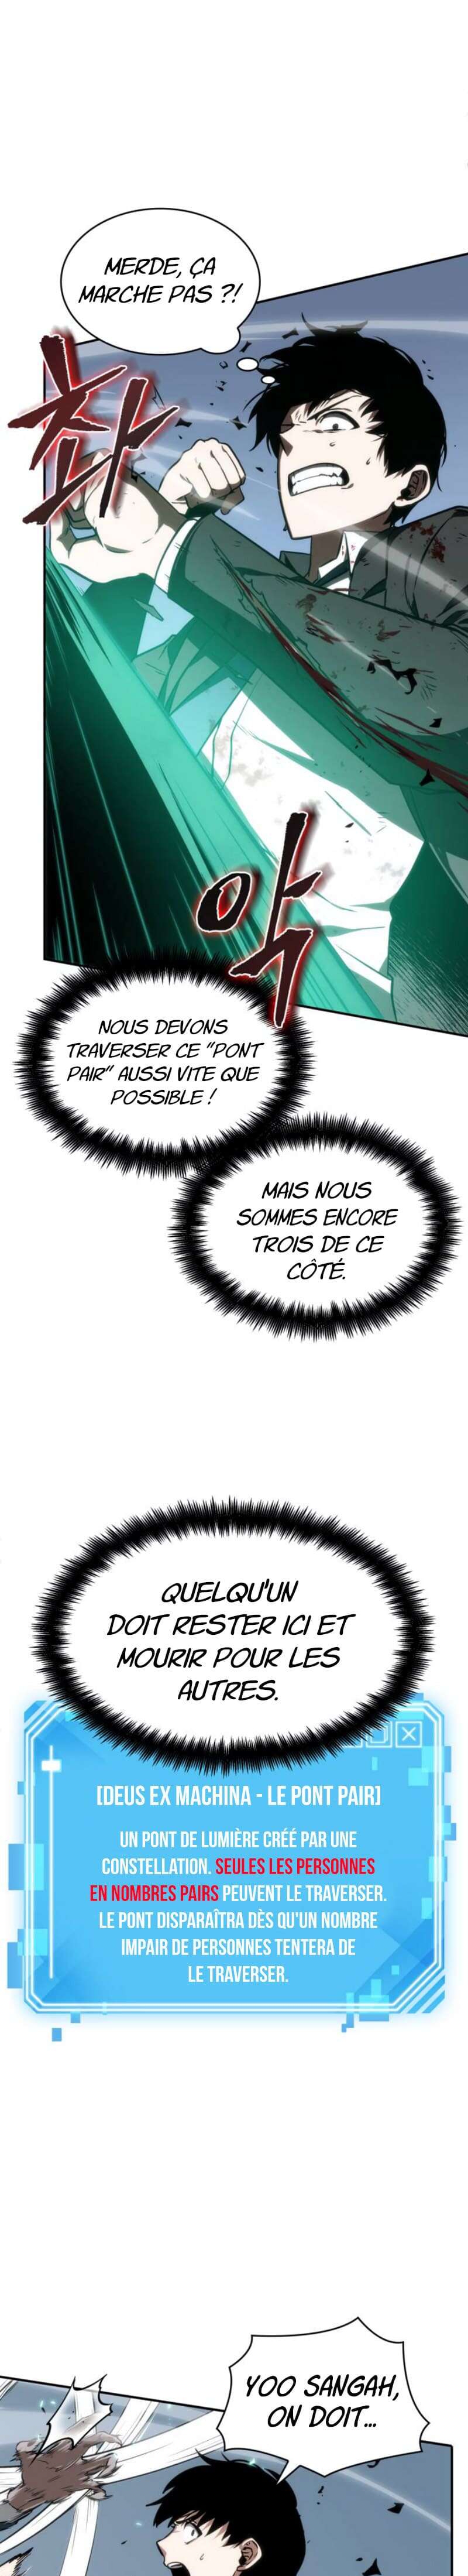 MERDE, ÇA
MARCHE PAS ?!
촤
아
NOUS DEVONS
TRAVERSER CE "PONT
PAIR" AUSSI VITE QUE
POSSIBLE !
MAIS NOUS
SOMMES ENCORE
TROIS DE CE
CÔTÉ.
QUELQU'UN
DOIT RESTER ICI ET
MOURIR POUR LES
AUTRES.
[DEUS EX MACHINA - LE PONT PAIR]
UN PONT DE LUMIÈRE CRÉÉ PAR UNE
CONSTELLATION. SEULES LES PERSONNES
EN NOMBRES PAIRS PEUVENT LE TRAVERSER.
LE PONT DISPARAÎTRA DÈS QU'UN NOMBRE
IMPAIR DE PERSONNES TENTERA DE
LE TRAVERSER.
YOO SANGAH,
ON DOIT...